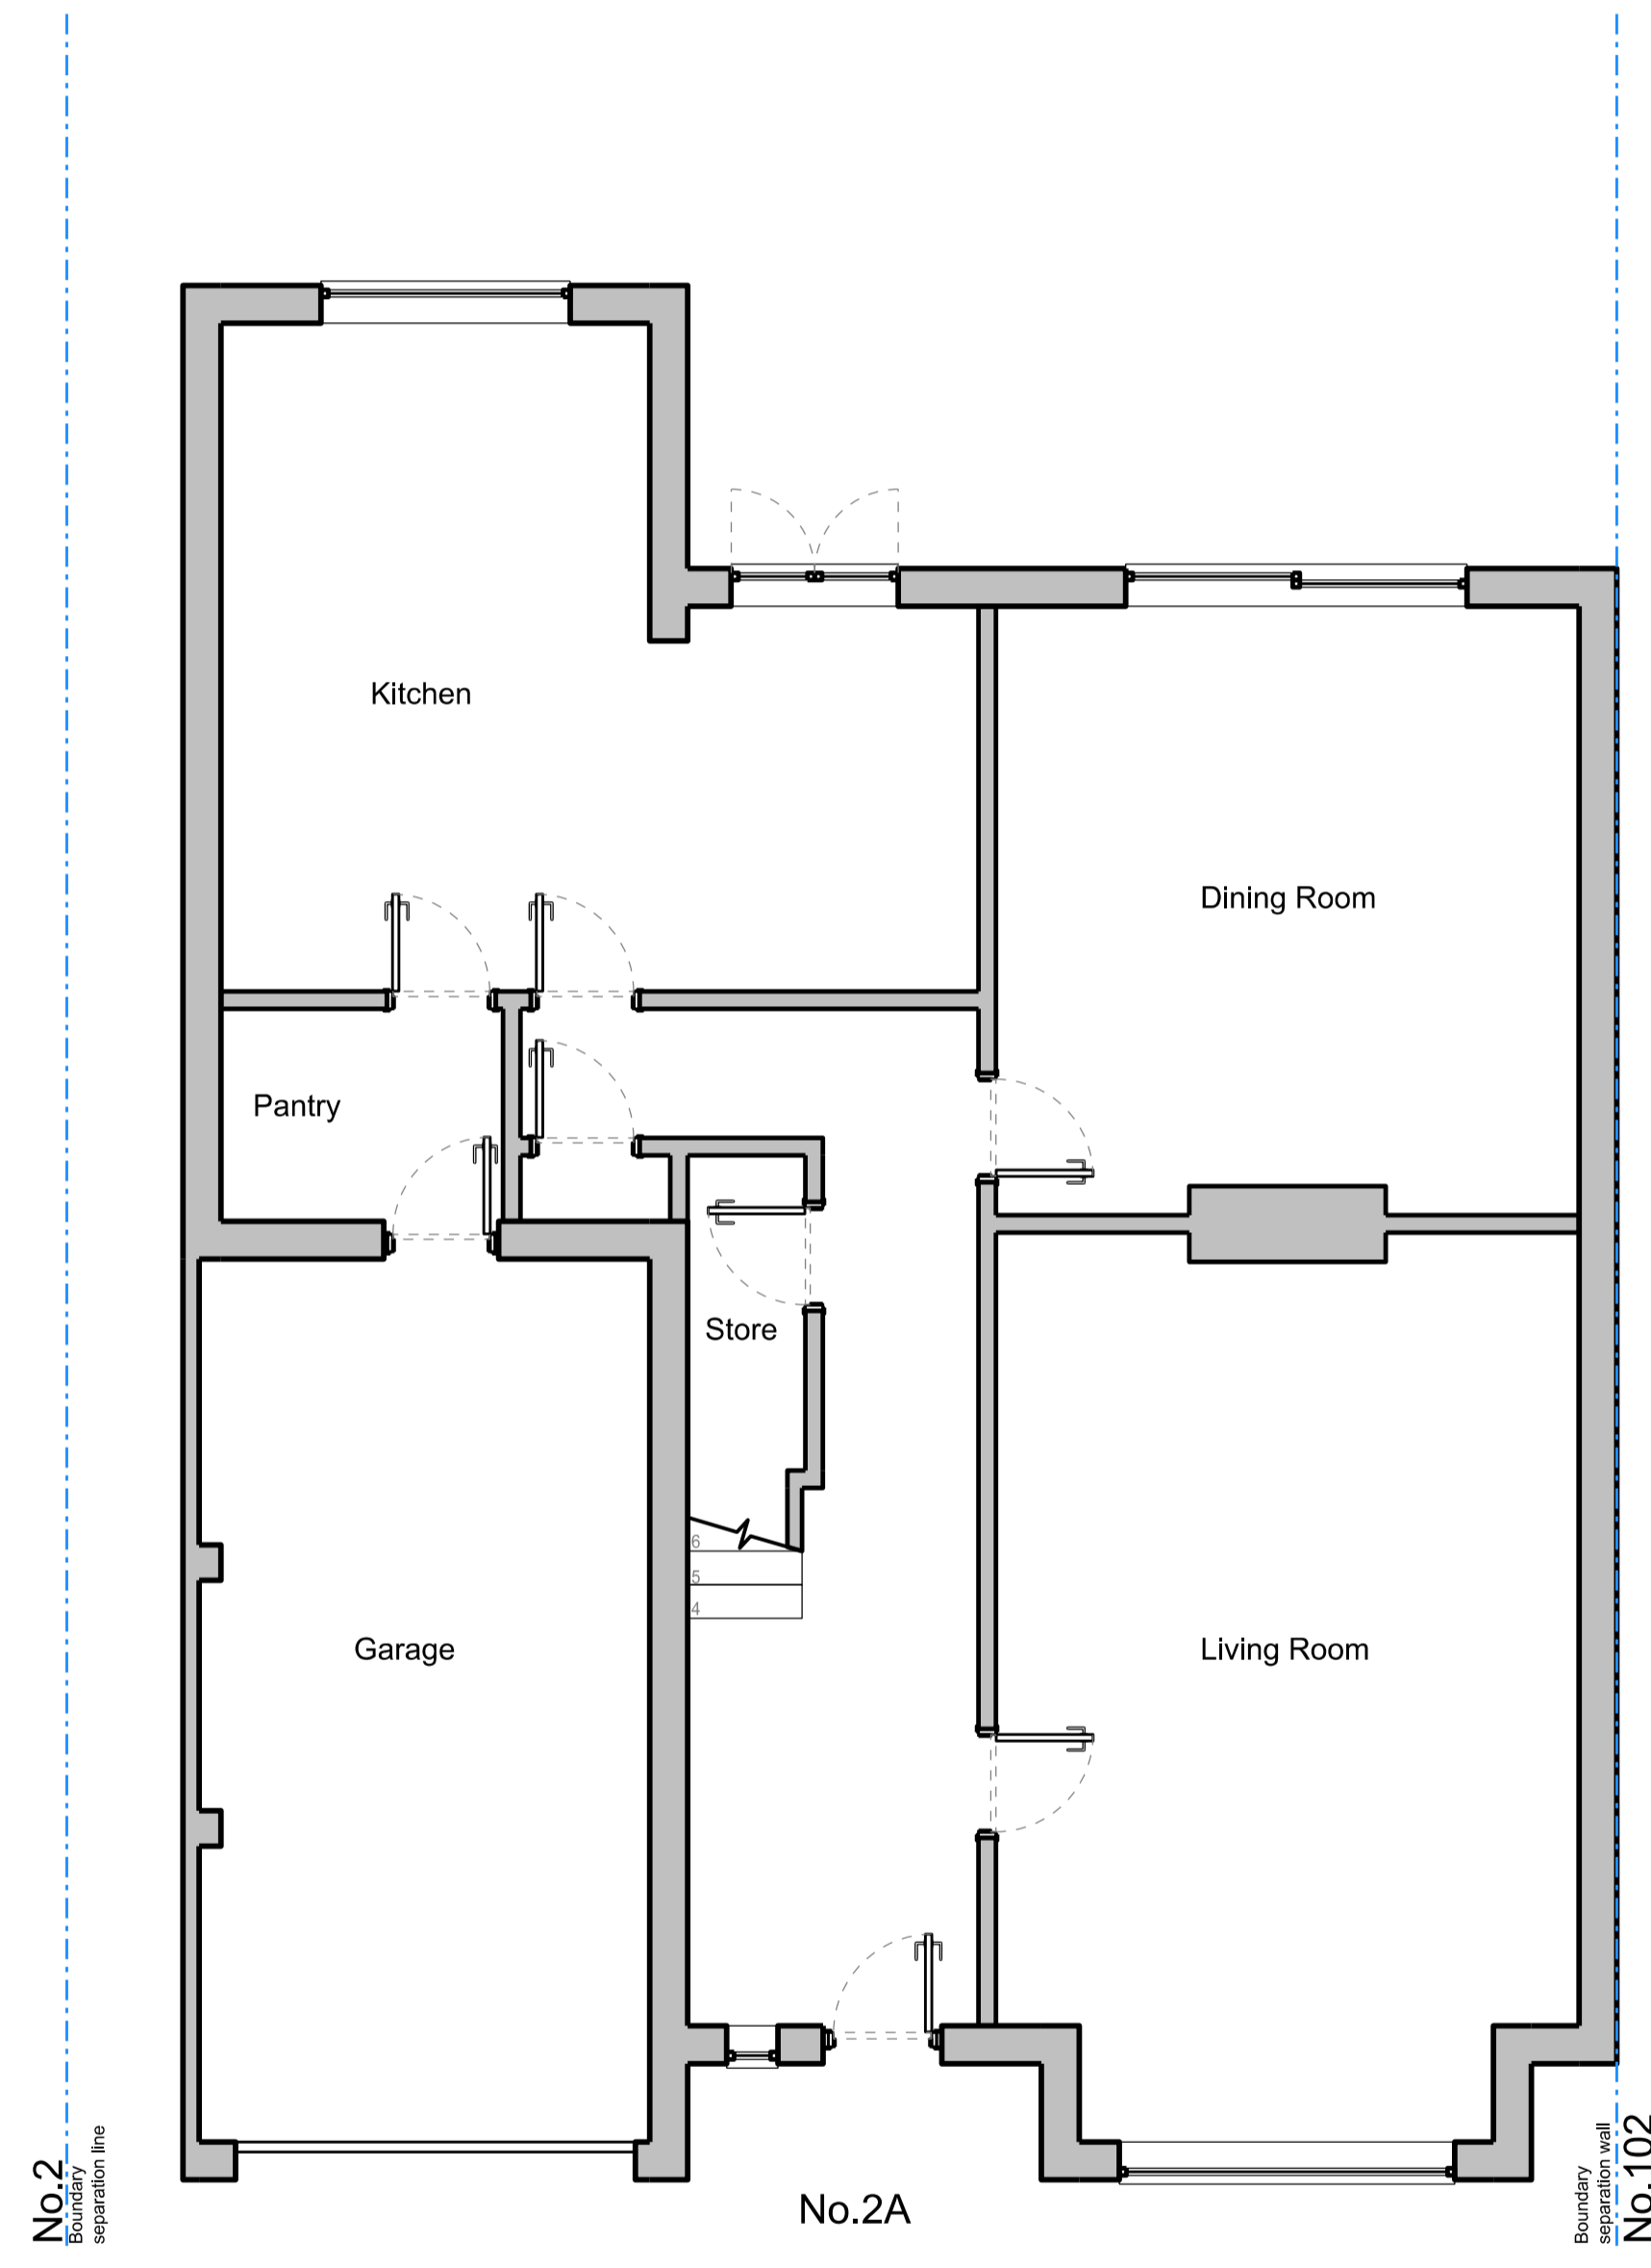 Kitchen
Dining Room
Pantry
Store
6
5
4
Garage
Living Room
No.2
Boundary
separation line
No.2A
Boundary
separation wall
No.102